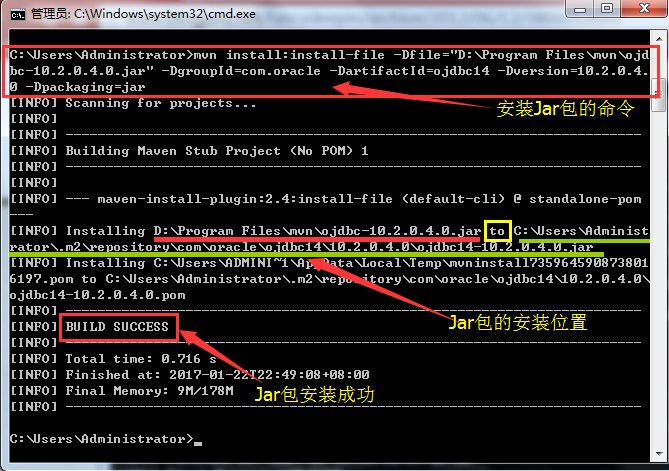 管理员: C:\Windows\system32\cmd.exe
C:\Users\Administrator>mvn install:install-file -Dfile="D:\Program Files\mvn\ojd
bc-10.2.0.4.0.jar" -DgroupId=com.oracle -DartifactId=ojdbc14 -Dversion=10.2.0.4.
0 -Dpackaging=jar
[INFO] Scanning for projects...
安装Jar包的命令
[INFO]
[INFO] ------------------------------------------------------------------------
[INFO] Building Maven Stub Project (No POM) 1
[INFO] ------------------------------------------------------------------------
[INFO]
[INFO] --- maven-install-plugin:2.4:install-file (default-cli) @ standalone-pom
---
[INFO] Installing D:\Program Files\mvn\ojdbc-10.2.0.4.0.jar to C:\Users\Administ
rator\.m2\repository\com\oracle\ojdbc14\10.2.0.4.0\ojdbc14-10.2.0.4.0.jar
[INFO] Installing C:\Users\ADMINI~1\AppData\Local\Temp\mvninstall735964590873801
6197.pom to C:\Users\Administrator\.m2\repository\com\oracle\ojdbc14\10.2.0.4.0\
ojdbc14-10.2.0.4.0.pom
[INFO] ------------------------------------------------------------------------
Jar包的安装位置
[INFO] BUILD SUCCESS
[INFO] ------------------------------------------------------------------------
[INFO] Total time: 0.716 s
[INFO] Finished at: 2017-01-22T22:49:08+08:00
[INFO] Final Memory: 9M/178M
Jar包安装成功
[INFO] ------------------------------------------------------------------------
C:\Users\Administrator>_